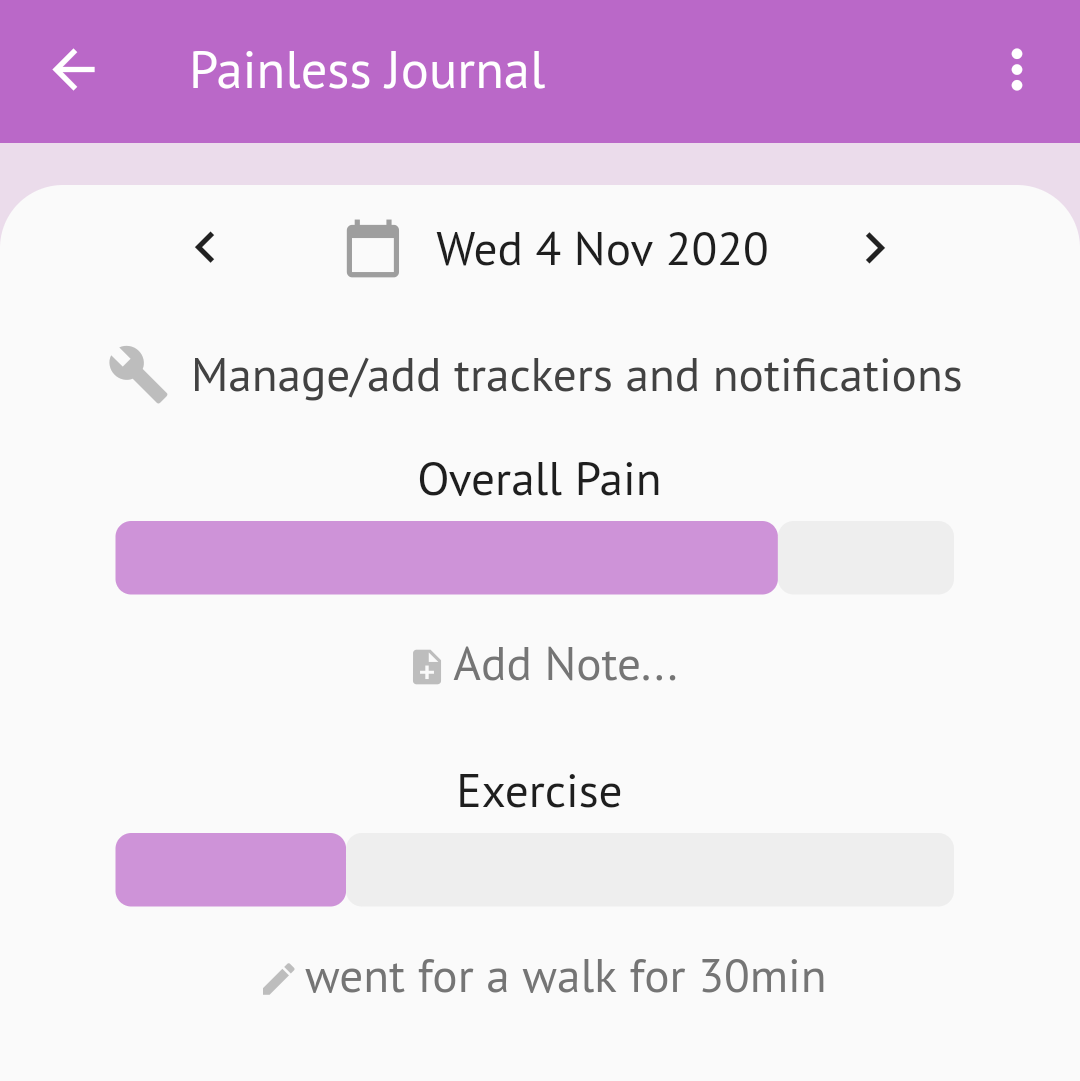 Painless Journal
Wed 4 Nov 2020
Manage/add trackers and notifications
Overall Pain
Add Note...
Exercise
went for a walk for 30min